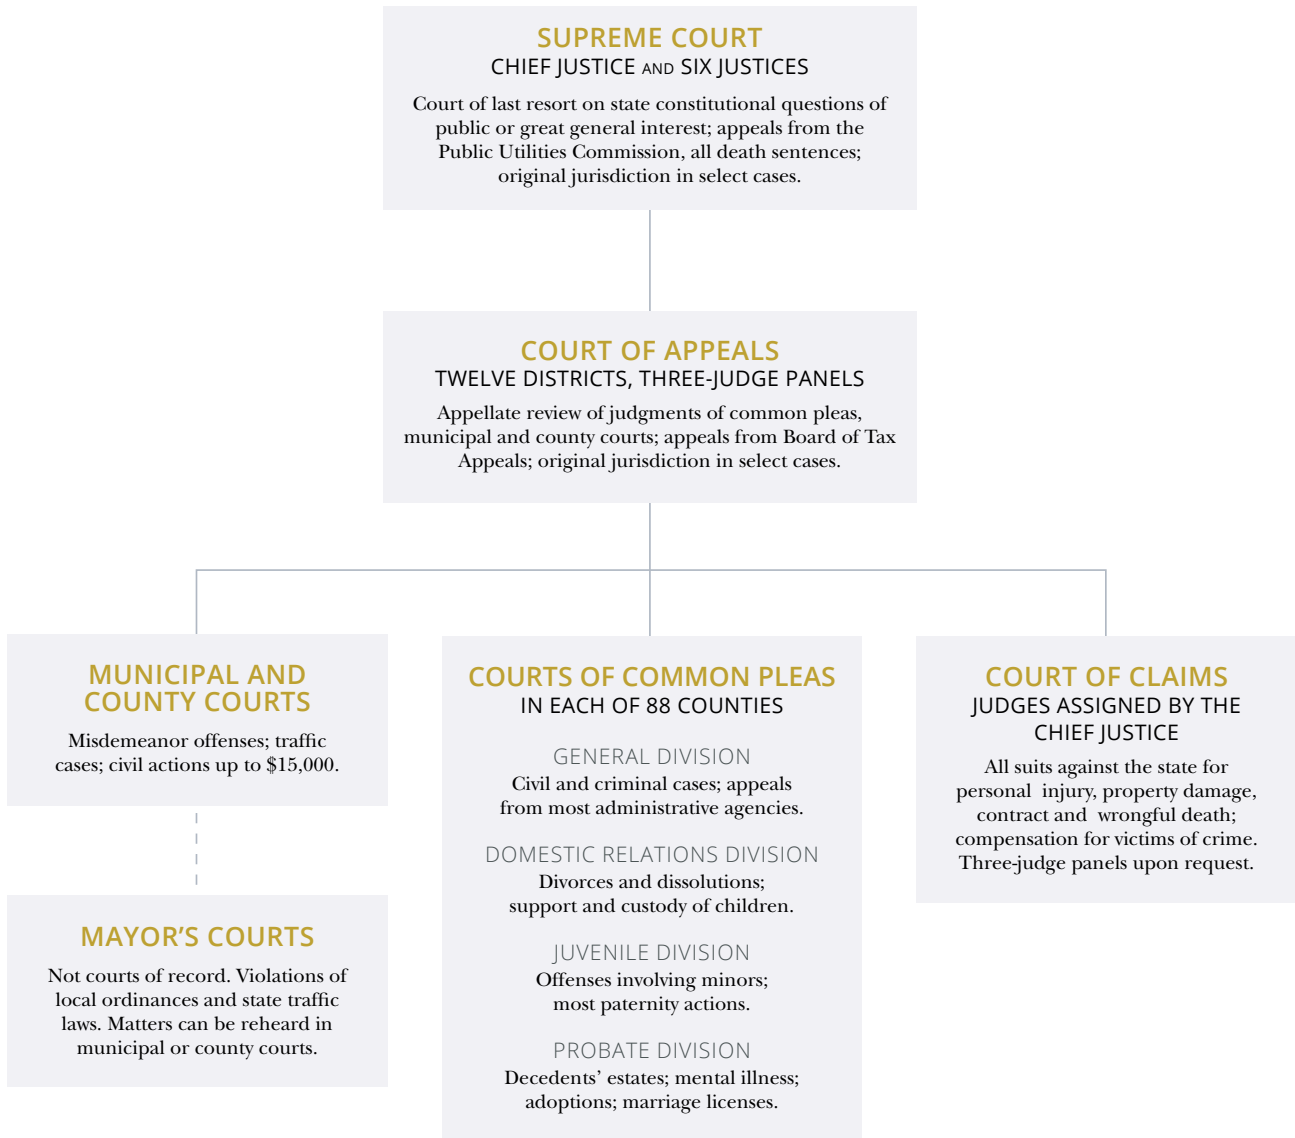 SUPREME COURT
CHIEF JUSTICE AND SIX JUSTICES
Court of last resort on state constitutional questions of
public or great general interest; appeals from the
Public Utilities Commission, all death sentences;
original jurisdiction in select cases.
COURT OF APPEALS
TWELVE DISTRICTS, THREE-JUDGE PANELS
Appellate review of judgments of common pleas,
municipal and county courts; appeals from Board of Tax
Appeals; original jurisdiction in select cases.
MUNICIPAL AND
COUNTY COURTS
Misdemeanor offenses; traffic
cases; civil actions up to $15,000.
MAYOR’S COURTS
Not courts of record. Violations of
local ordinances and state traffic
laws. Matters can be reheard in
municipal or county courts.
COURTS OF COMMON PLEAS
IN EACH OF 88 COUNTIES
GENERAL DIVISION
Civil and criminal cases; appeals
from most administrative agencies.
DOMESTIC RELATIONS DIVISION
Divorces and dissolutions;
support and custody of children.
JUVENILE DIVISION
Offenses involving minors;
most paternity actions.
PROBATE DIVISION
Decedents’ estates; mental illness;
adoptions; marriage licenses.
COURT OF CLAIMS
JUDGES ASSIGNED BY THE
CHIEF JUSTICE
All suits against the state for
personal injury, property damage,
contract and wrongful death;
compensation for victims of crime.
Three-judge panels upon request.